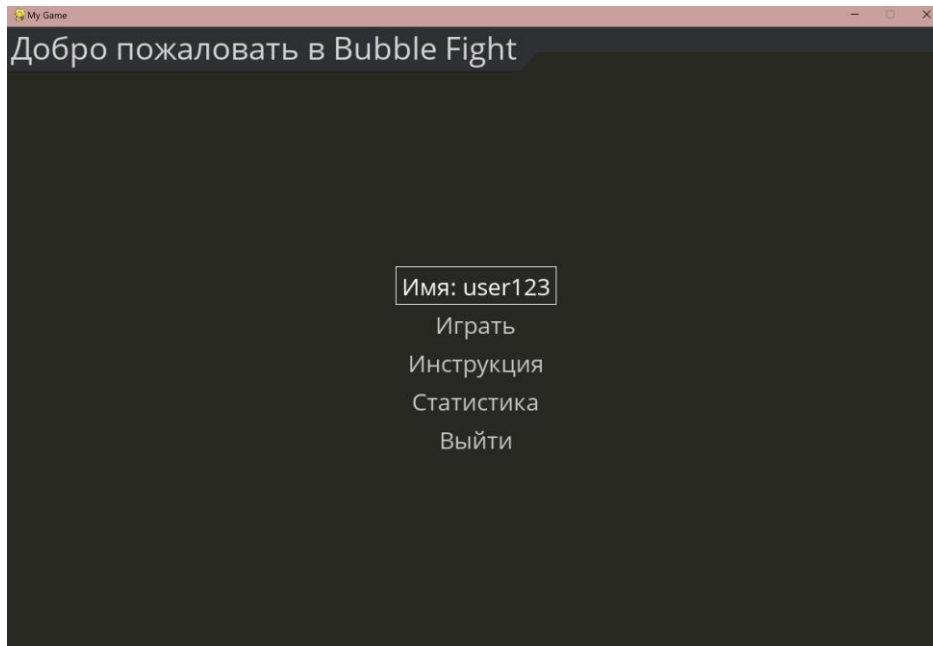 My Game
Добро пожаловать в Bubble Fight
Имя: user123
Играть
Инструкция
Статистика
Выйти